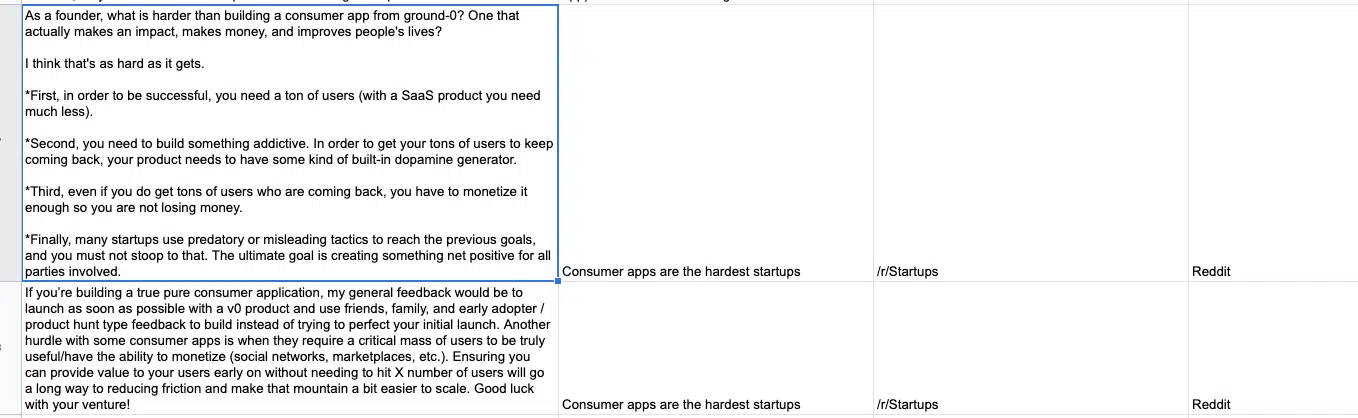 As a founder, what is harder than building a consumer app from ground-0? One that
actually makes an impact, makes money, and improves people's lives?
I think that's as hard as it gets.
*First, in order to be successful, you need a ton of users (with a SaaS product you need
much less).
*Second, you need to build something addictive. In order to get your tons of users to keep
coming back, your product needs to have some kind of built-in dopamine generator.
*Third, even if you do get tons of users who are coming back, you have to monetize it
enough so you are not losing money.
*Finally, many startups use predatory or misleading tactics to reach the previous goals,
and you must not stoop to that. The ultimate goal is creating something net positive for all
parties involved.
Consumer apps are the hardest startups
/r/Startups
Reddit
If you're building a true pure consumer application, my general feedback would be to
launch as soon as possible with a v0 product and use friends, family, and early adopter /
product hunt type feedback to build instead of trying to perfect your initial launch. Another
hurdle with some consumer apps is when they require a critical mass of users to be truly
useful/have the ability to monetize (social networks, marketplaces, etc.). Ensuring you
can provide value to your users early on without needing to hit X number of users will go
a long way to reducing friction and make that mountain a bit easier to scale. Good luck
with your venture!
Consumer apps are the hardest startups
/r/Startups
Reddit